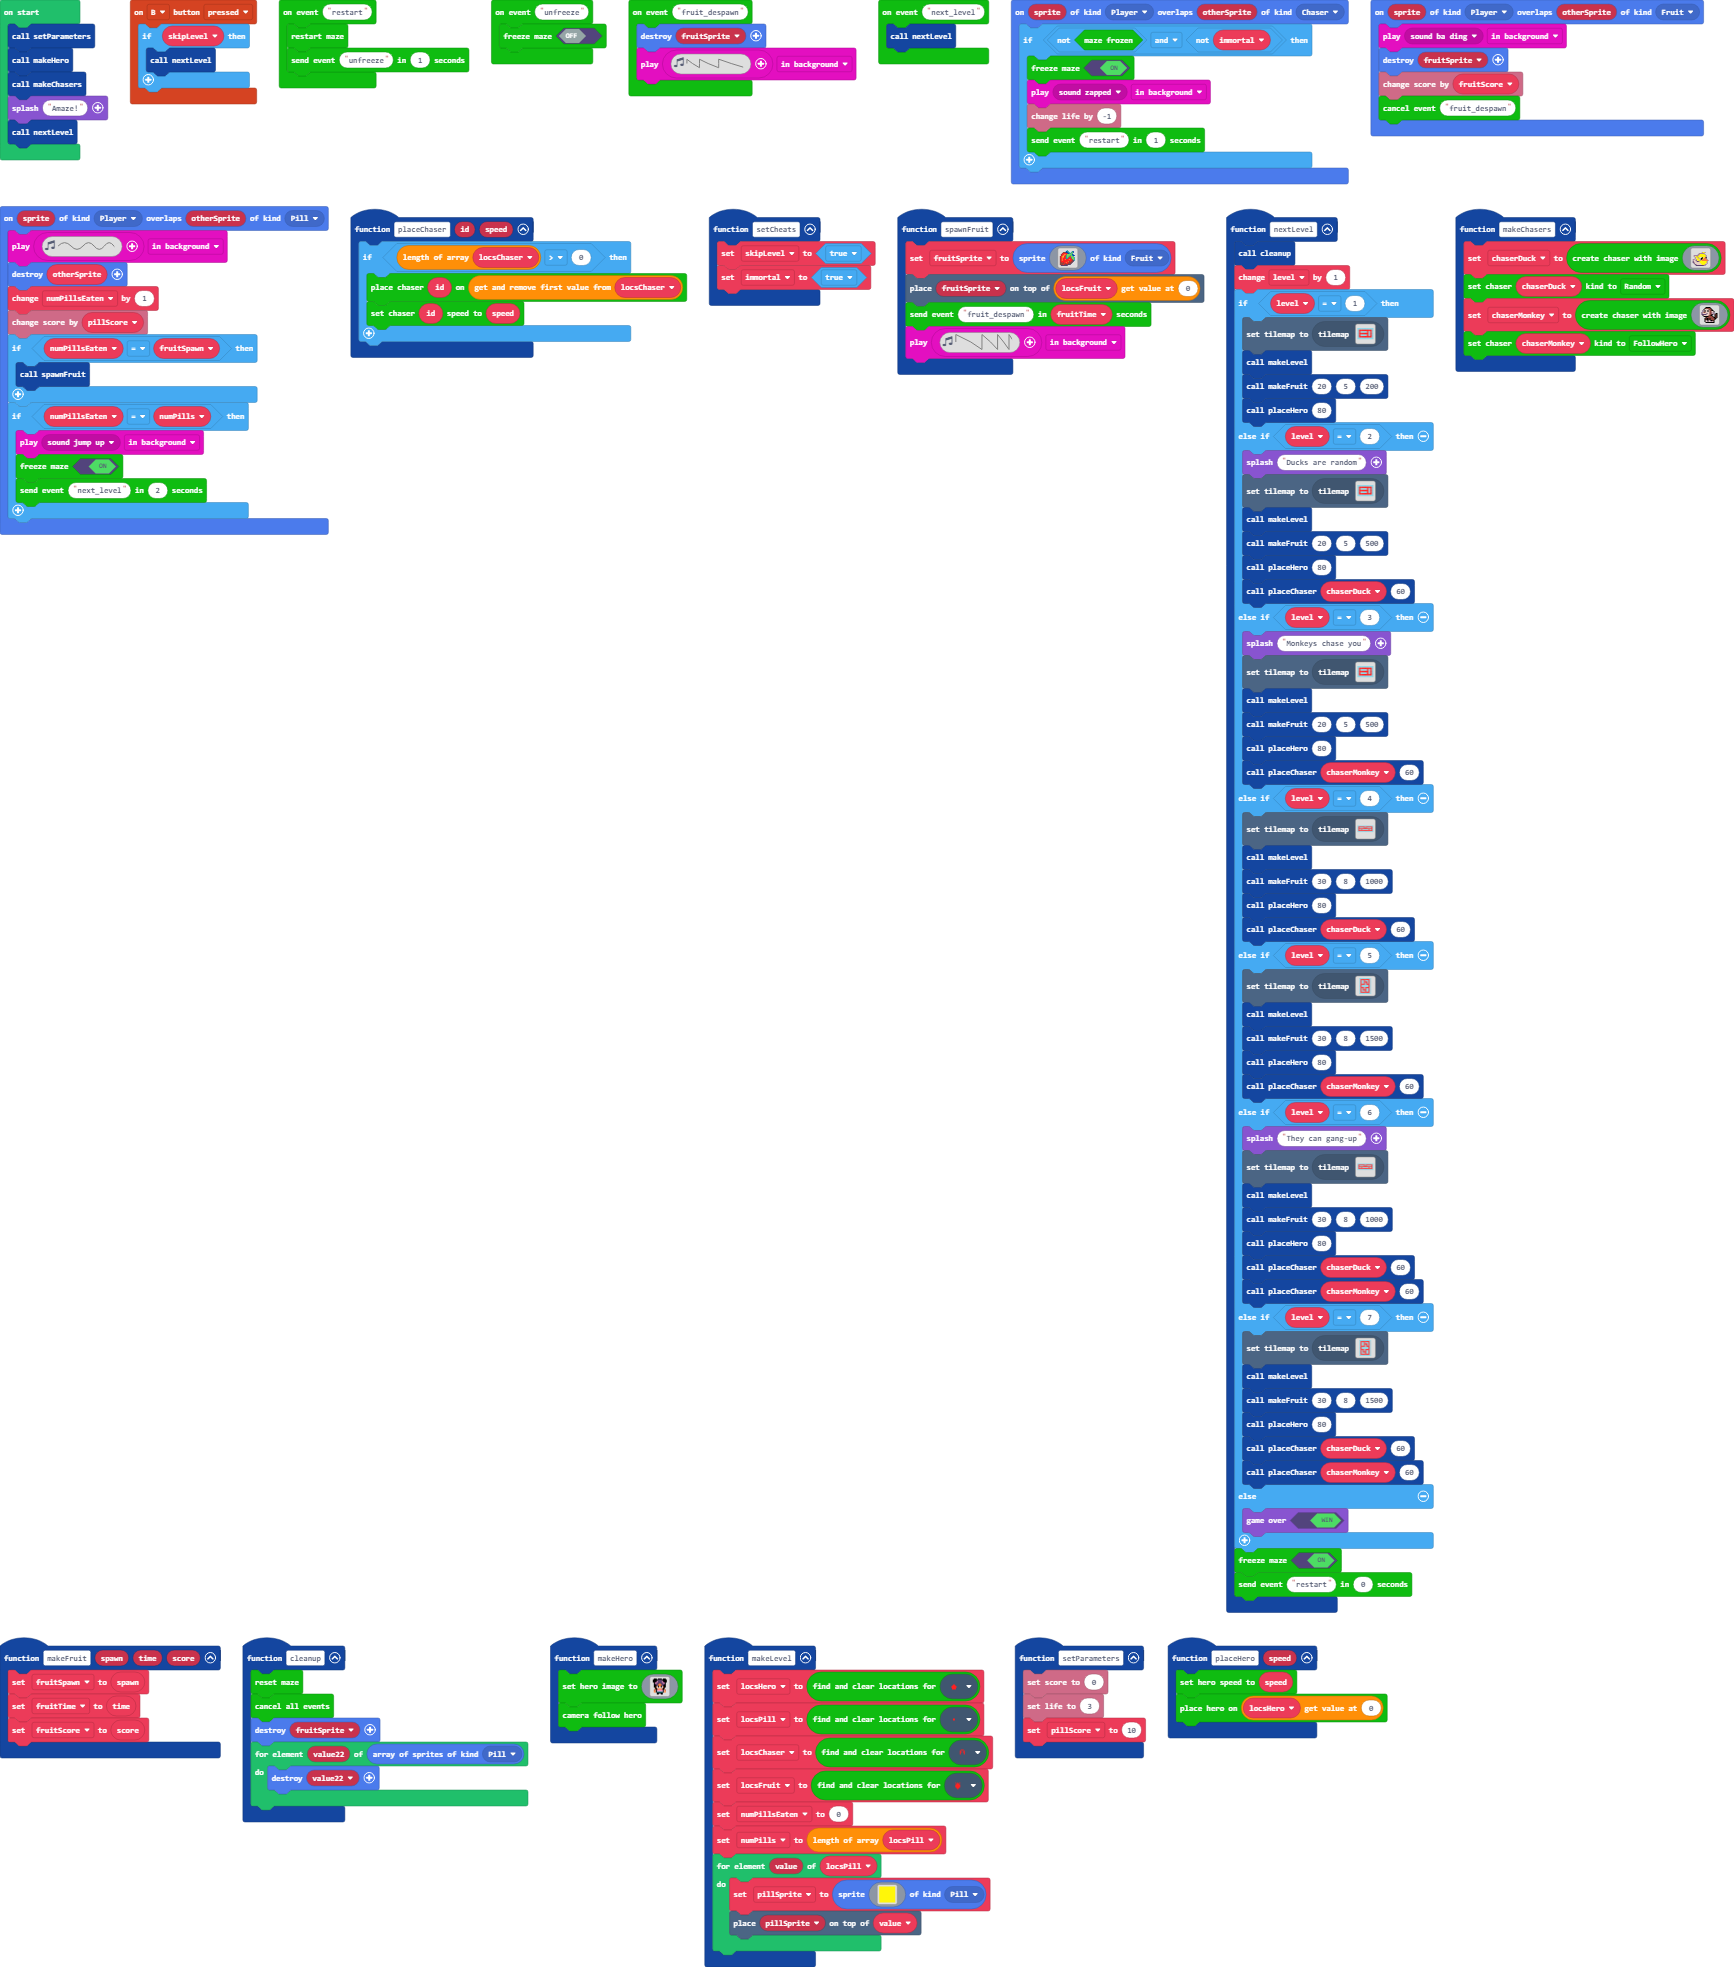 on start
call setParameters
call makeHero
call makeChasers
splash "Amaze!"
call nextLevel
on B button pressed
if skipLevel then
call nextLevel
on event "restart"
restart maze
send event "unfreeze" in 1 seconds
on event "unfreeze"
freeze maze OFF
on event "fruit_despawn"
destroy fruitSprite
play in background
on event "next_level"
call nextLevel
on sprite of kind Player overlaps otherSprite of kind Chaser
if not maze frozen and not immortal then
freeze maze ON
play sound zapped in background
change life by -1
send event "restart" in 1 seconds
on sprite of kind Player overlaps otherSprite of kind Fruit
play sound ba ding in background
destroy fruitSprite
change score by fruitScore
cancel event "fruit_despawn"
on sprite of kind Player overlaps otherSprite of kind Pill
play in background
destroy otherSprite
change numPillsEaten by 1
change score by pillScore
if numPillsEaten = fruitSpawn then
call spawnFruit
if numPillsEaten = numPills then
play sound jump up in background
freeze maze ON
send event "next_level" in 2 seconds
function placeChaser id speed
if length of array locsChaser > 0 then
place chaser id on get and remove first value from locsChaser
set chaser id speed to speed
function setCheats
set skipLevel to true
set immortal to true
function spawnFruit
set fruitSprite to sprite of kind Fruit
place fruitSprite on top of locsFruit get value at 0
send event "fruit_despawn" in fruitTime seconds
play in background
function nextLevel
call cleanup
change level by 1
if level = 1 then
set tilemap to tilemap
call makeLevel
call makeFruit 20 5 200
call placeHero 80
else if level = 2 then
splash "Ducks are random"
set tilemap to tilemap
call makeLevel
call makeFruit 20 5 500
call placeHero 80
call placeChaser chaserDuck 60
else if level = 3 then
splash "Monkeys chase you"
set tilemap to tilemap
call makeLevel
call makeFruit 20 5 500
call placeHero 80
call placeChaser chaserMonkey 60
else if level = 4 then
set tilemap to tilemap
call makeLevel
call makeFruit 30 8 1000
call placeHero 80
call placeChaser chaserDuck 60
else if level = 5 then
set tilemap to tilemap
call makeLevel
call makeFruit 30 8 1500
call placeHero 80
call placeChaser chaserMonkey 60
else if level = 6 then
splash "They can gang-up"
set tilemap to tilemap
call makeLevel
call makeFruit 30 8 1000
call placeHero 80
call placeChaser chaserDuck 60
call placeChaser chaserMonkey 60
else if level = 7 then
set tilemap to tilemap
call makeLevel
call makeFruit 30 8 1500
call placeHero 80
call placeChaser chaserDuck 60
call placeChaser chaserMonkey 60
else
game over WIN
freeze maze ON
send event "restart" in 0 seconds
function makeChasers
set chaserDuck to create chaser with image
set chaser chaserDuck kind to Random
set chaserMonkey to create chaser with image
set chaser chaserMonkey kind to FollowHero
function makeFruit spawn time score
set fruitSpawn to spawn
set fruitTime to time
set fruitScore to score
function cleanup
reset maze
cancel all events
destroy fruitSprite
for element value22 of array of sprites of kind Pill
do
destroy value22
function makeHero
set hero image to
camera follow hero
function makeLevel
set locsHero to find and clear locations for
set locsPill to find and clear locations for
set locsChaser to find and clear locations for
set locsFruit to find and clear locations for
set numPillsEaten to 0
set numPills to length of array locsPill
for element value of locsPill
do
set pillSprite to sprite of kind Pill
place pillSprite on top of value
function setParameters
set score to 0
set life to 3
set pillScore to 10
function placeHero speed
set hero speed to speed
place hero on locsHero get value at 0